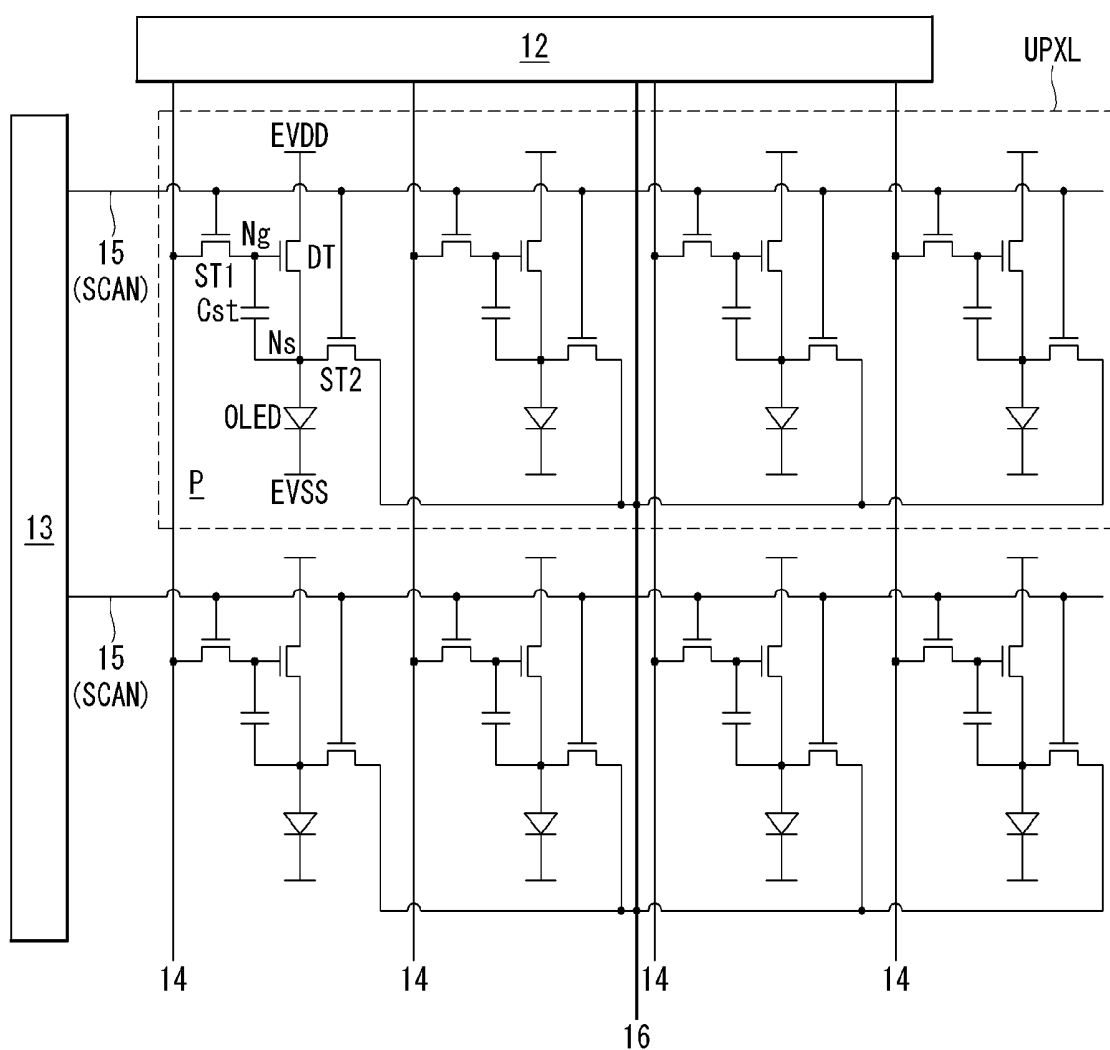 12
UPXL
EVDD
15
(SCAN)
Ng
DT
ST1
Cst
Ns
ST2
OLED
P
EVSS
13
15
(SCAN)
14
14
14
14
16